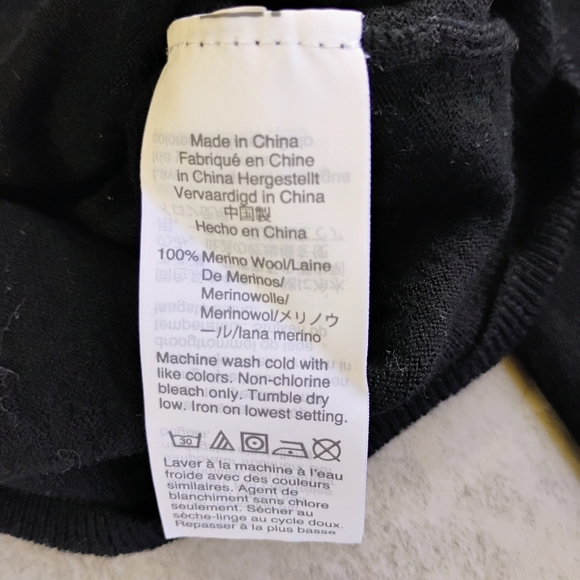 Made in China
Fabriqué en Chine
in China Hergestellt
Vervaardigd in China
中国製
Hecho en China
100% Merino Wool/Laine
De Merinos/
Merinowolle/
Merinowol/メリノウ
ール/lana merino
Machine wash cold with
like colors. Non-chlorine
bleach only. Tumble dry
low. Iron on lowest setting.
30
Laver à la machine à l'eau
froide avec des couleurs
similaires. Agent de
blanchiment sans chlore
seulement. Sécher au
sèche-linge au cycle doux.
Repasser à la plus basse